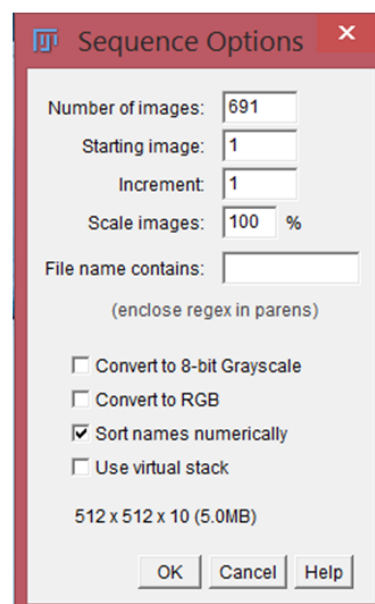 Sequence Options
Number of images: 691
Starting image: 1
Increment: 1
Scale images: 100 %
File name contains:
(enclose regex in parens)
Convert to 8-bit Grayscale
Convert to RGB
Sort names numerically
Use virtual stack
512 x 512 x 10 (5.0MB)
OK Cancel Help